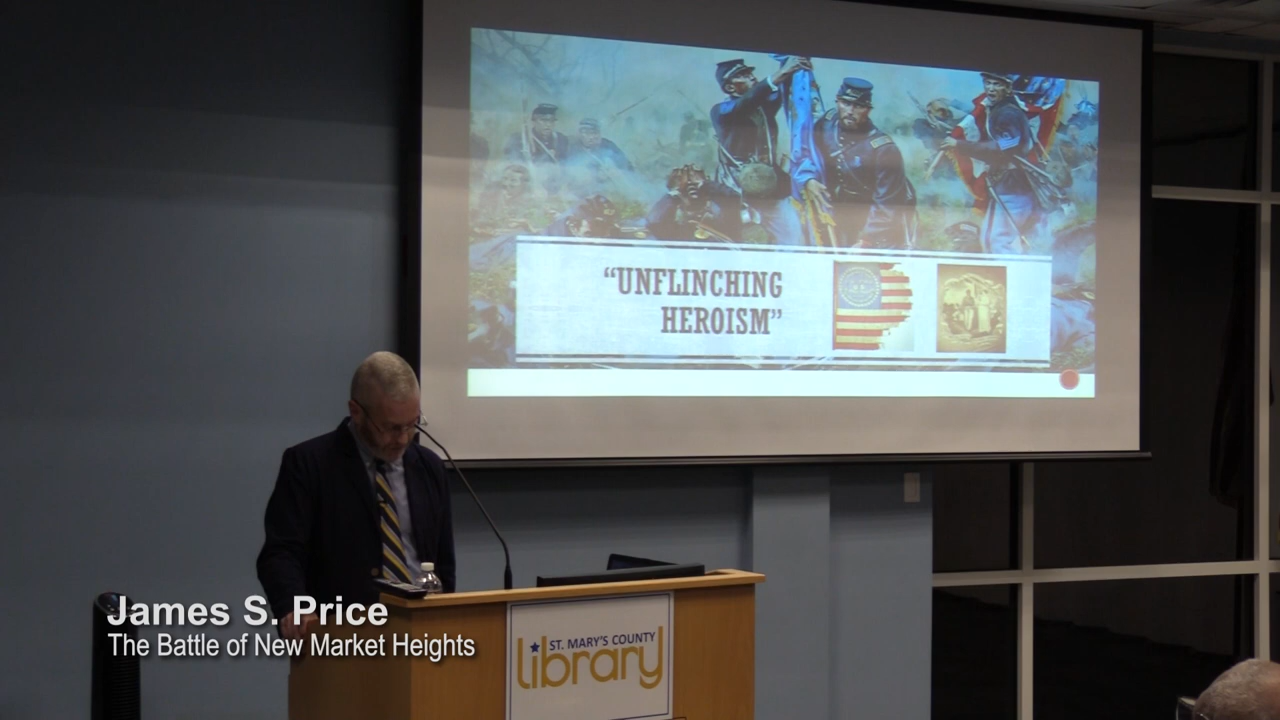 “UNFLINCHING
HEROISM”
James S. Price
The Battle of New Market Heights
ST. MARY'S COUNTY
library